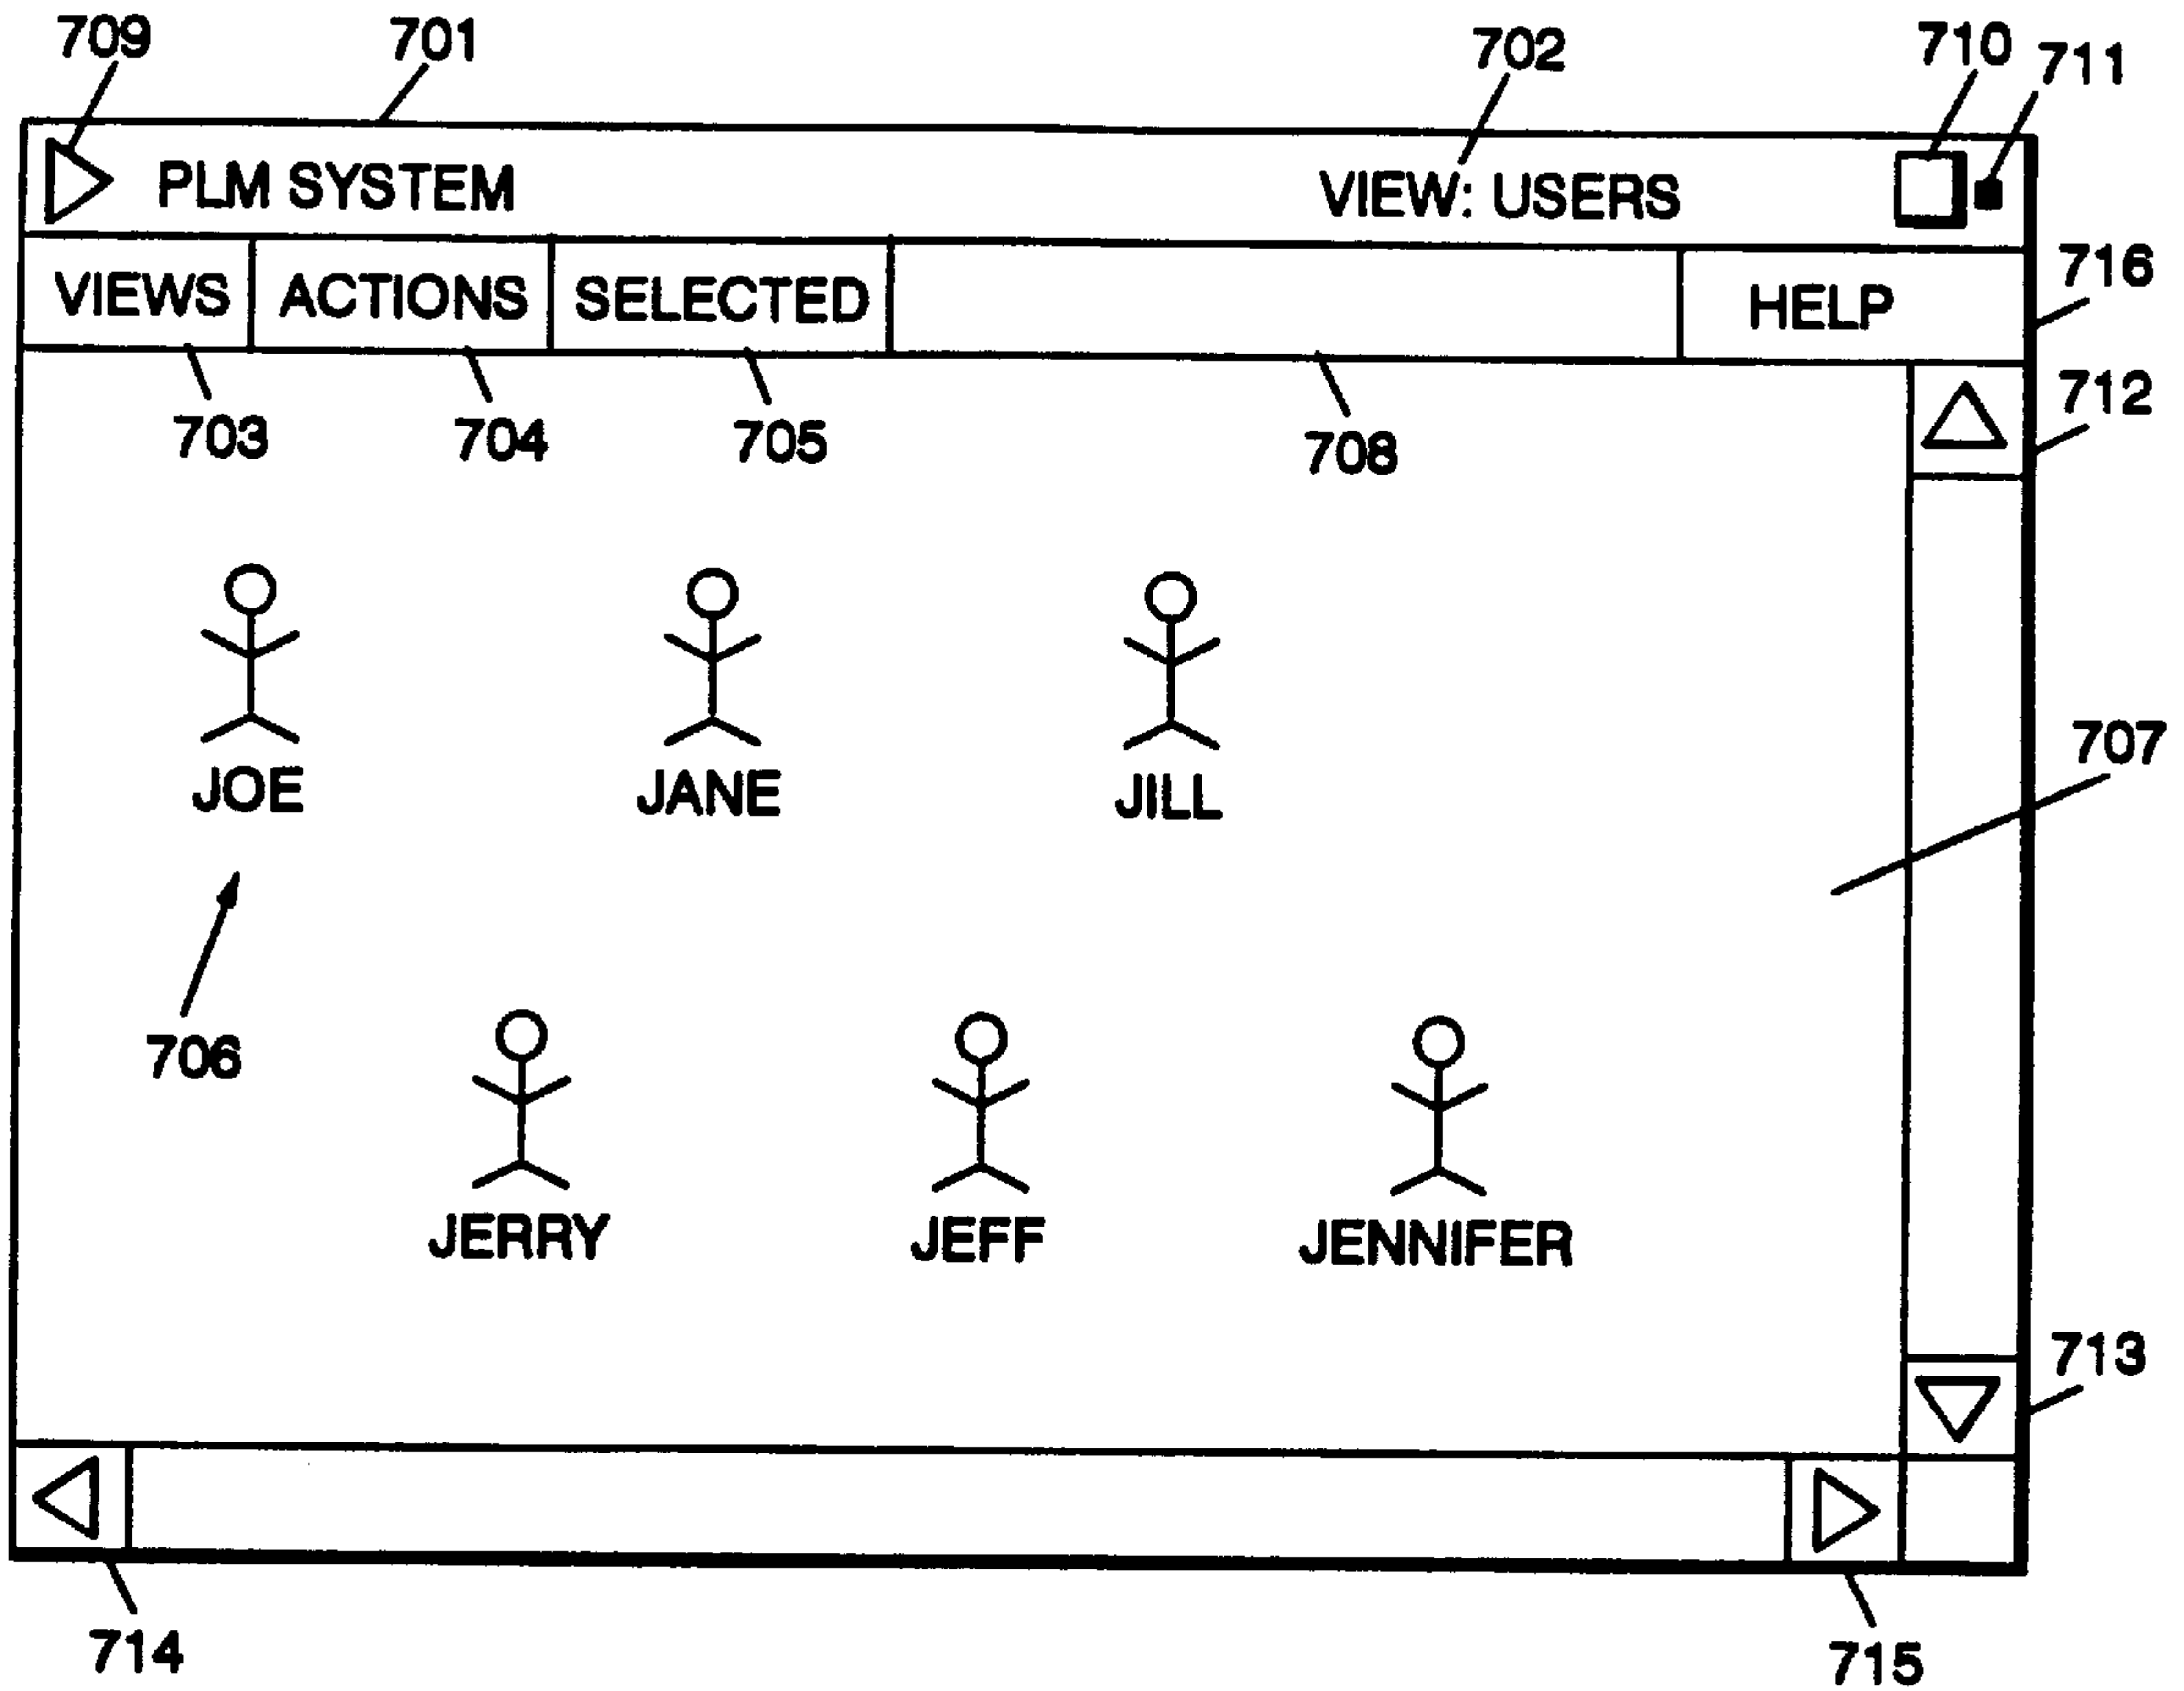 709 701 702 710 711
PLM SYSTEM VIEW: USERS
VIEWS ACTIONS SELECTED HELP
716
712
703 704 705 708
JOE JANE JILL
707
706
JERRY JEFF JENNIFER
713
714 715